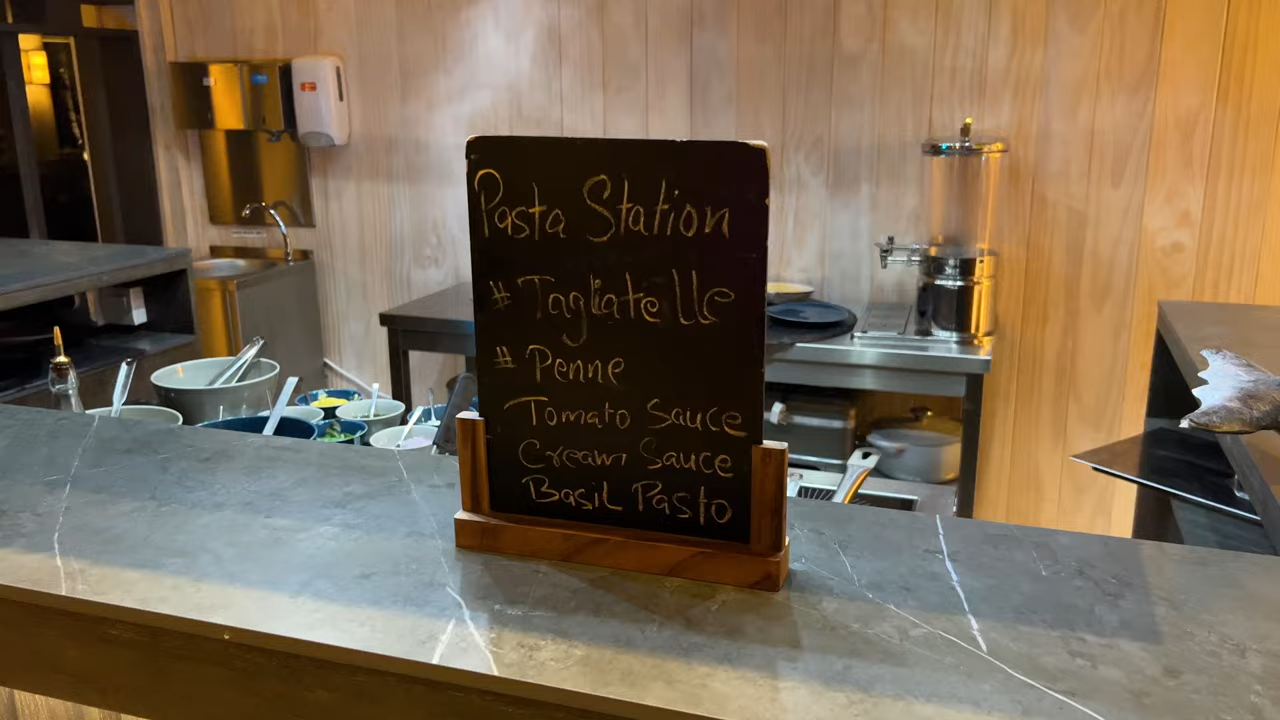 Pasta Station
# Tagliatelle
# Penne
Tomato Sauce
Cream Sauce
Basil Pasto